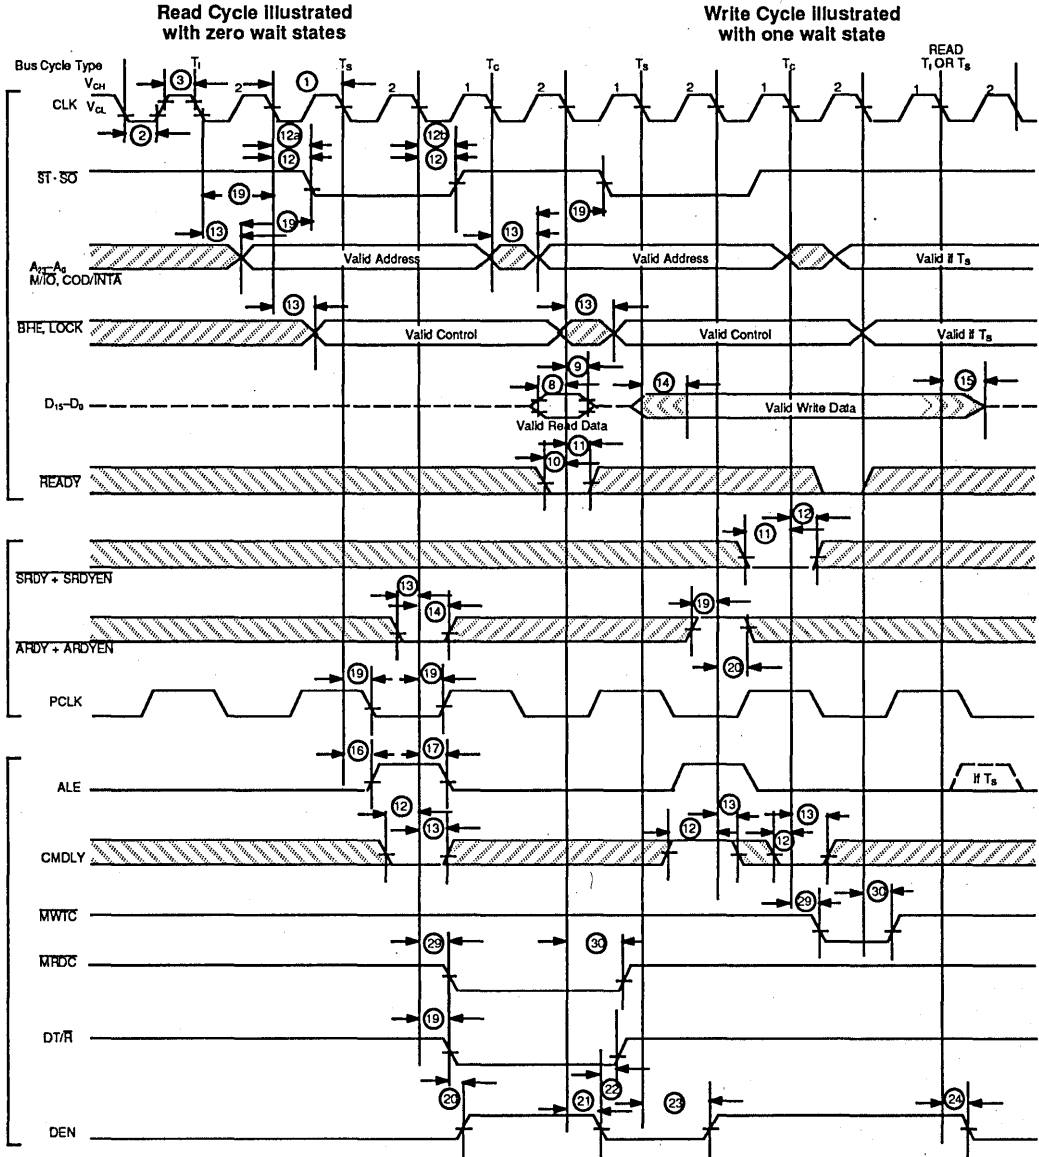 Read Cycle illustrated
with zero wait states
Write Cycle illustrated
with one wait state
READ
Bus Cycle Type T_I T_S T_C T_S T_C T_I OR T_S
V_CH
CLK V_CL
3 2 1 2 1 2 1 2 1 2 1 2 1 2
2 12a 12b
12 12
S1 · S0
19 19 19
13 13
A23–A0
M/IO, COD/INTA
Valid Address Valid Address Valid if T_S
13 13
BHE, LOCK
Valid Control Valid Control Valid if T_S
9
8 14 15
D15–D0
Valid Read Data Valid Write Data
11
10
READY
12
11
SRDY + SRDYEN
13
14 19
ARDY + ARDYEN
20
19 19
PCLK
16 17
ALE
if T_S
12 13 13
13 12 12
CMDLY
29 30
MWTC
29 30
MRDC
19
DT/R
22
20 21 23 24
DEN